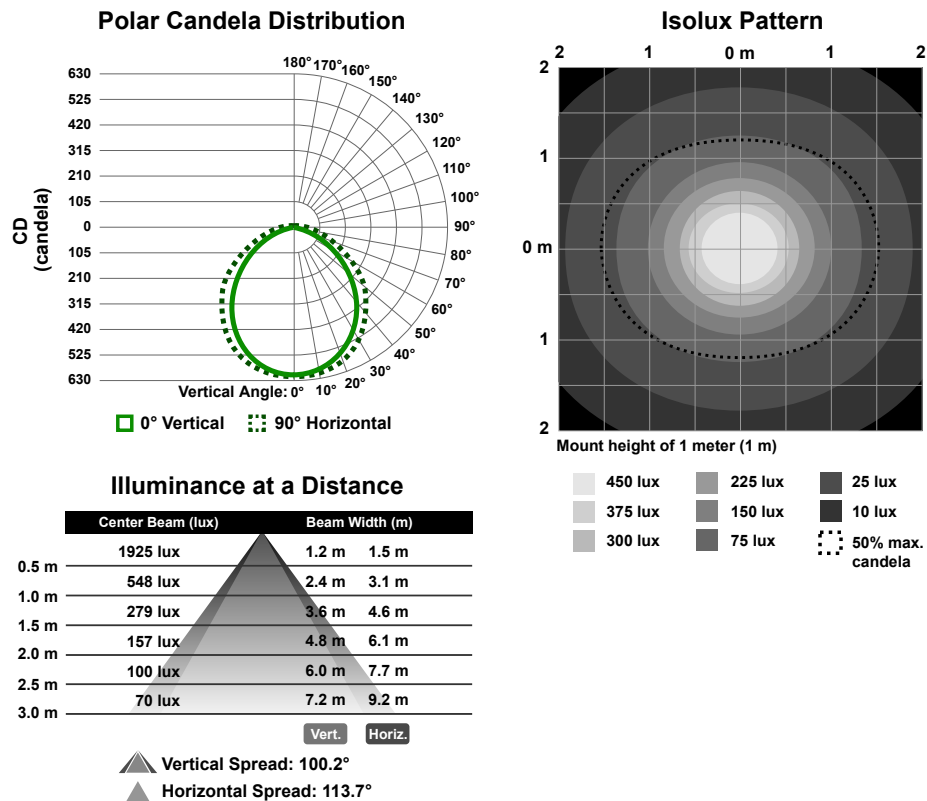 Polar Candela Distribution
630
525
420
315
210
105
0
105
210
315
420
525
630
CD
(candela)
180°
170°
160°
150°
140°
130°
120°
110°
100°
90°
80°
70°
60°
50°
40°
30°
20°
10°
Vertical Angle: 0°
0° Vertical
90° Horizontal
Isolux Pattern
2 1 0 m 1 2
2
1
0 m
1
2
Mount height of 1 meter (1 m)
450 lux
375 lux
300 lux
225 lux
150 lux
75 lux
25 lux
10 lux
50% max.
candela
Illuminance at a Distance
Center Beam (lux) Beam Width (m)
1925 lux 1.2 m 1.5 m
0.5 m
548 lux 2.4 m 3.1 m
1.0 m
279 lux 3.6 m 4.6 m
1.5 m
157 lux 4.8 m 6.1 m
2.0 m
100 lux 6.0 m 7.7 m
2.5 m
70 lux 7.2 m 9.2 m
3.0 m
Vert. Horiz.
Vertical Spread: 100.2°
Horizontal Spread: 113.7°